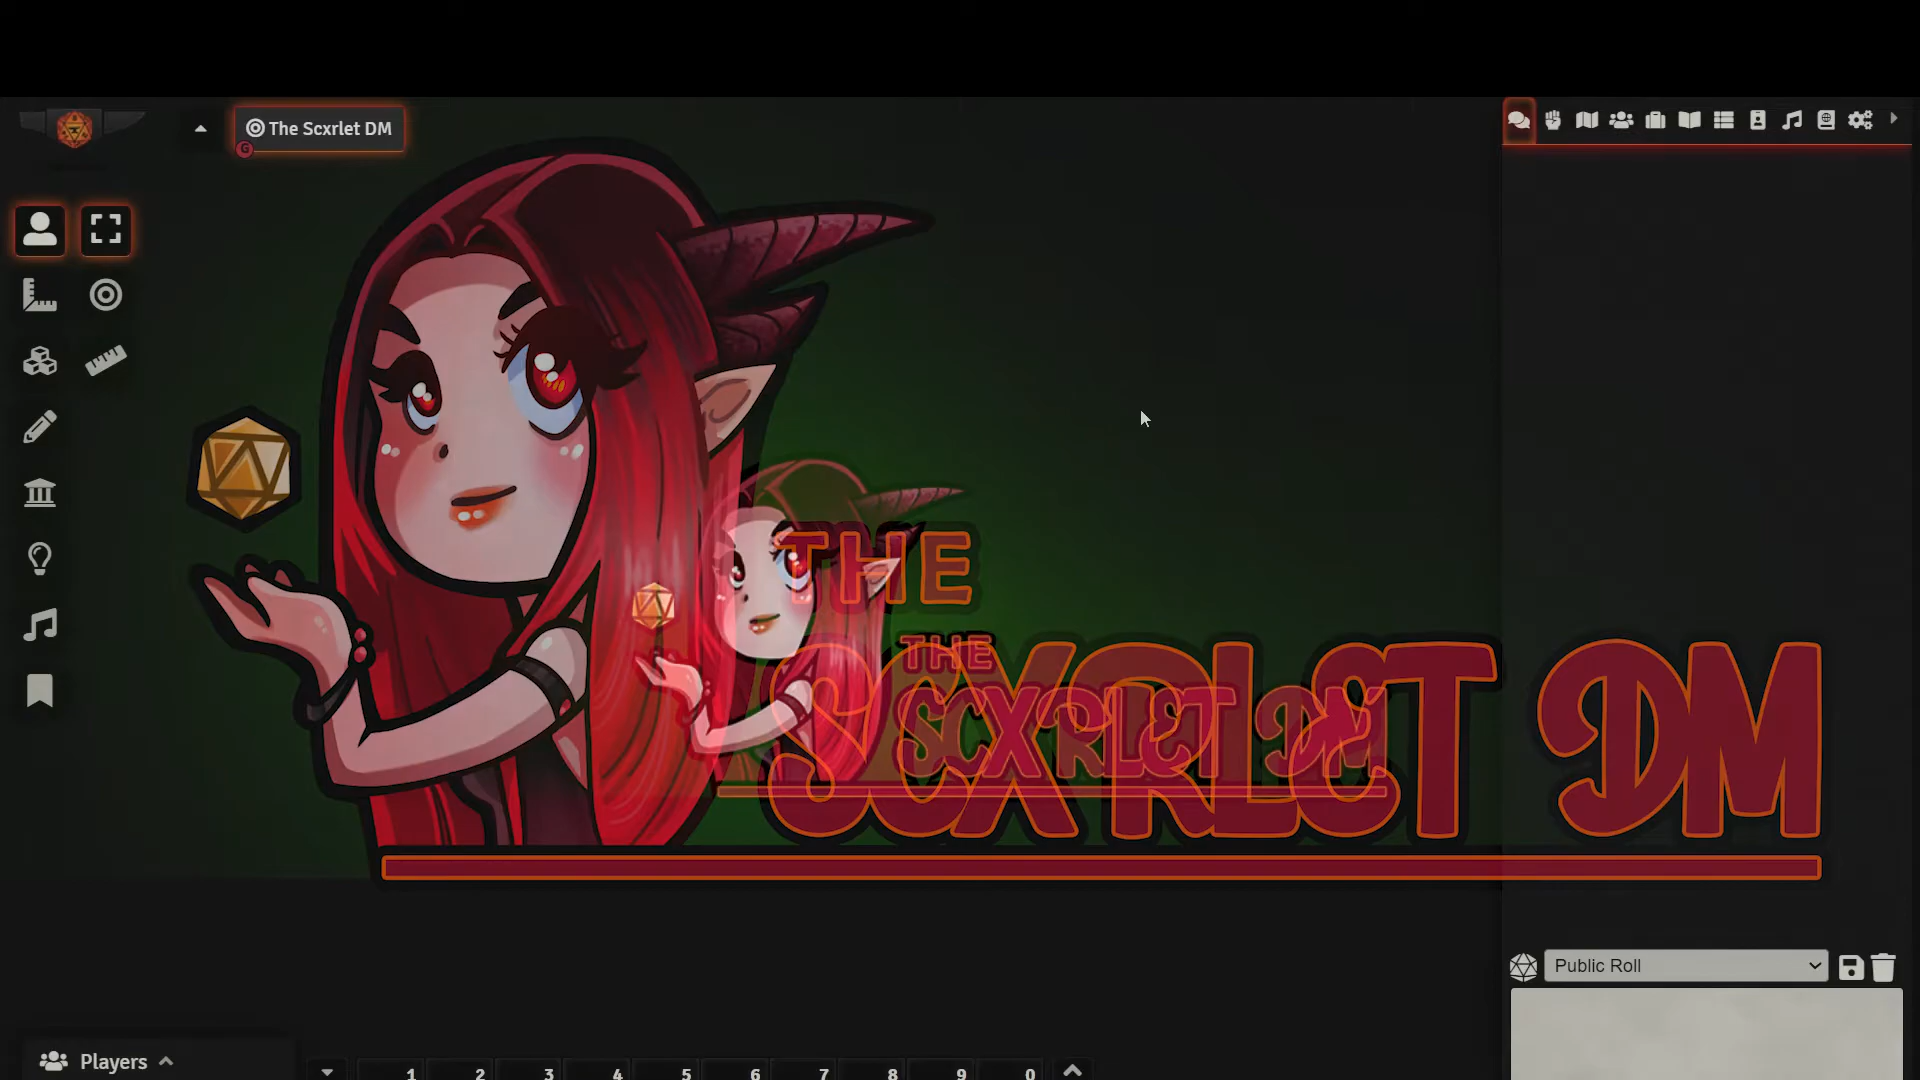 The Scxrlet DM
G
THE
SCXRLET DM
THE
SCXRLET DM
Public Roll
Players
1 2 3 4 5 6 7 8 9 0